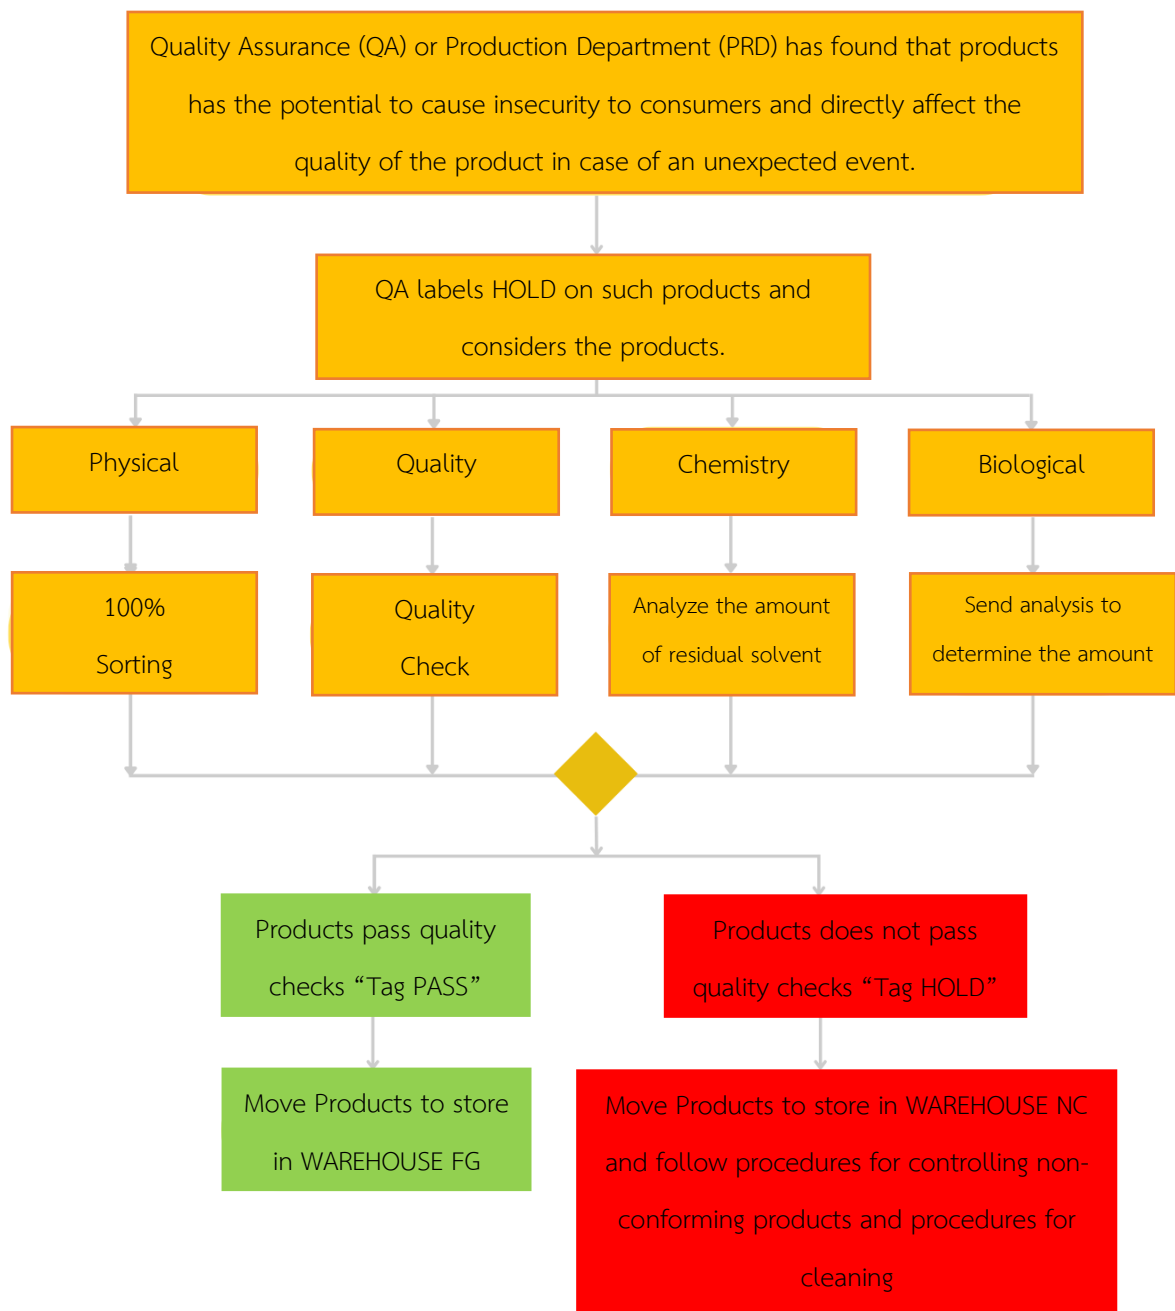 Quality Assurance (QA) or Production Department (PRD) has found that products
has the potential to cause insecurity to consumers and directly affect the
quality of the product in case of an unexpected event.
QA labels HOLD on such products and
considers the products.
Physical
Quality
Chemistry
Biological
100%
Sorting
Quality
Check
Analyze the amount
of residual solvent
Send analysis to
determine the amount
Products pass quality
checks “Tag PASS”
Products does not pass
quality checks “Tag HOLD”
Move Products to store
in WAREHOUSE FG
Move Products to store in WAREHOUSE NC
and follow procedures for controlling non-
conforming products and procedures for
cleaning